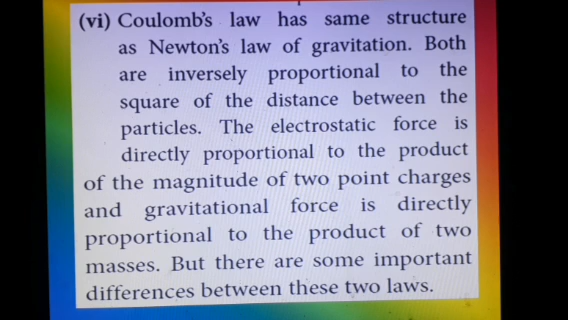 (vi) Coulomb's law has same structure
as Newton's law of gravitation. Both
are inversely proportional to the
square of the distance between the
particles. The electrostatic force is
directly proportional to the product
of the magnitude of two point charges
and gravitational force is directly
proportional to the product of two
masses. But there are some important
differences between these two laws.